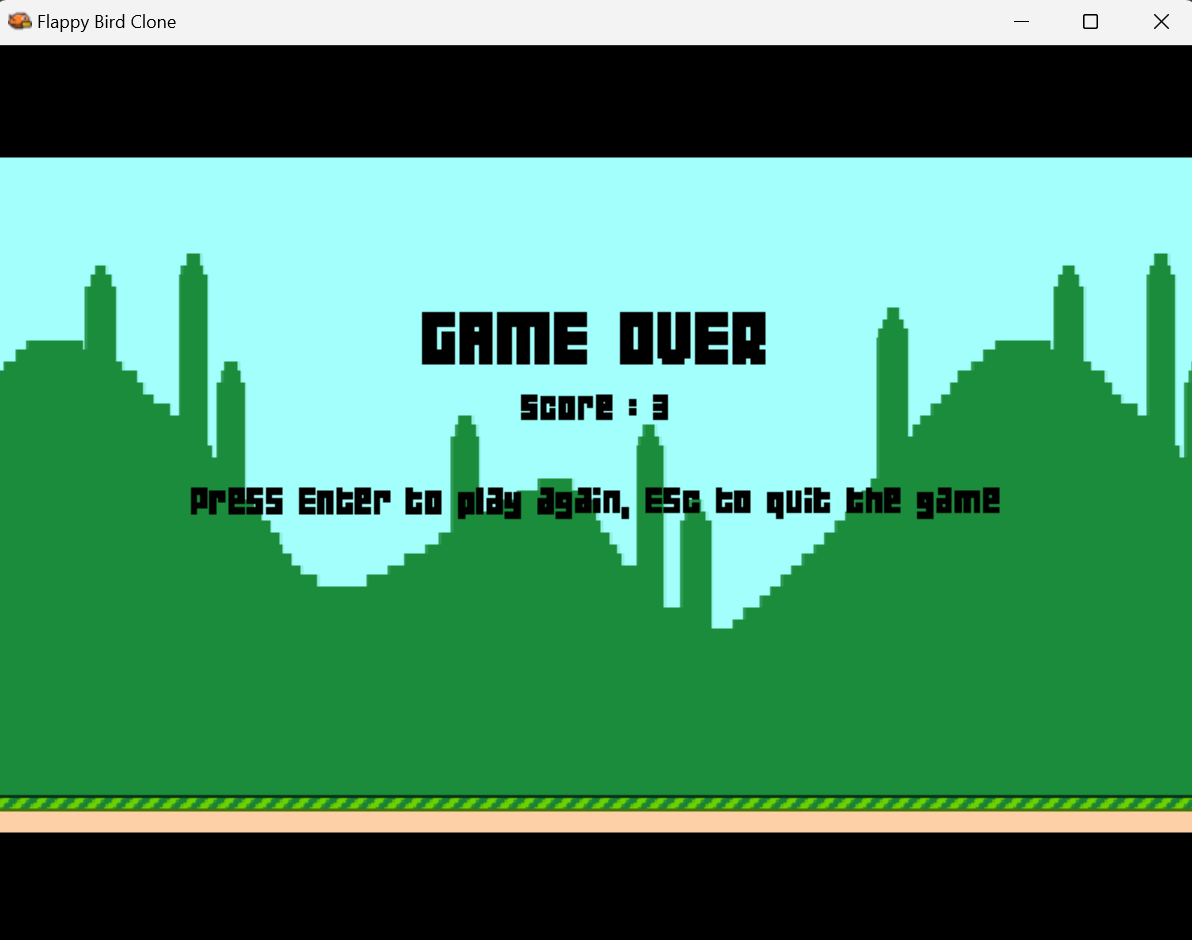 Flappy Bird Clone
GAME OVER
Score : 3
Press Enter to play again, Esc to quit the game